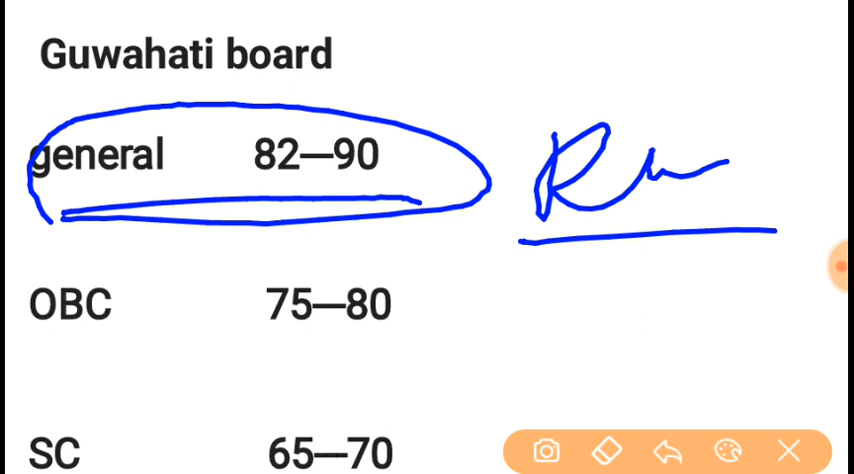 Guwahati board
general 82—90
OBC 75—80
SC 65—70